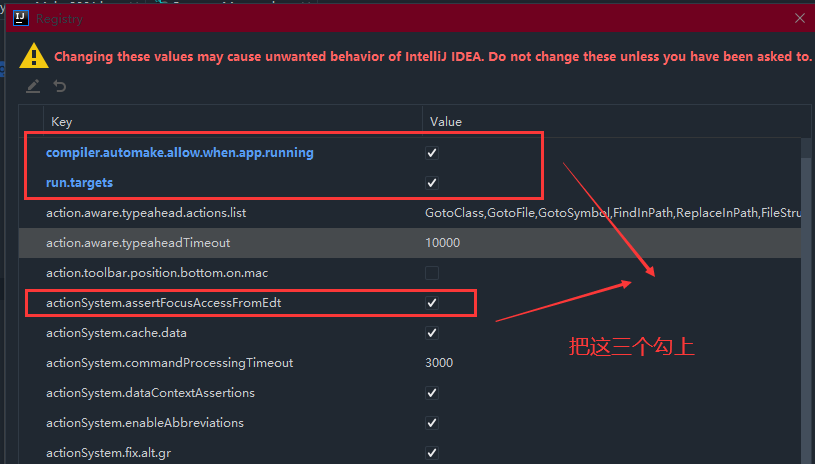 IJ Registry
Changing these values may cause unwanted behavior of IntelliJ IDEA. Do not change these unless you have been asked to.
Key Value
compiler.automake.allow.when.app.running
run.targets
action.aware.typeahead.actions.list GotoClass,GotoFile,GotoSymbol,FindInPath,ReplaceInPath,FileStru
action.aware.typeaheadTimeout 10000
action.toolbar.position.bottom.on.mac
actionSystem.assertFocusAccessFromEdt
actionSystem.cache.data
把这三个勾上
actionSystem.commandProcessingTimeout 3000
actionSystem.dataContextAssertions
actionSystem.enableAbbreviations
actionSystem.fix.alt.gr